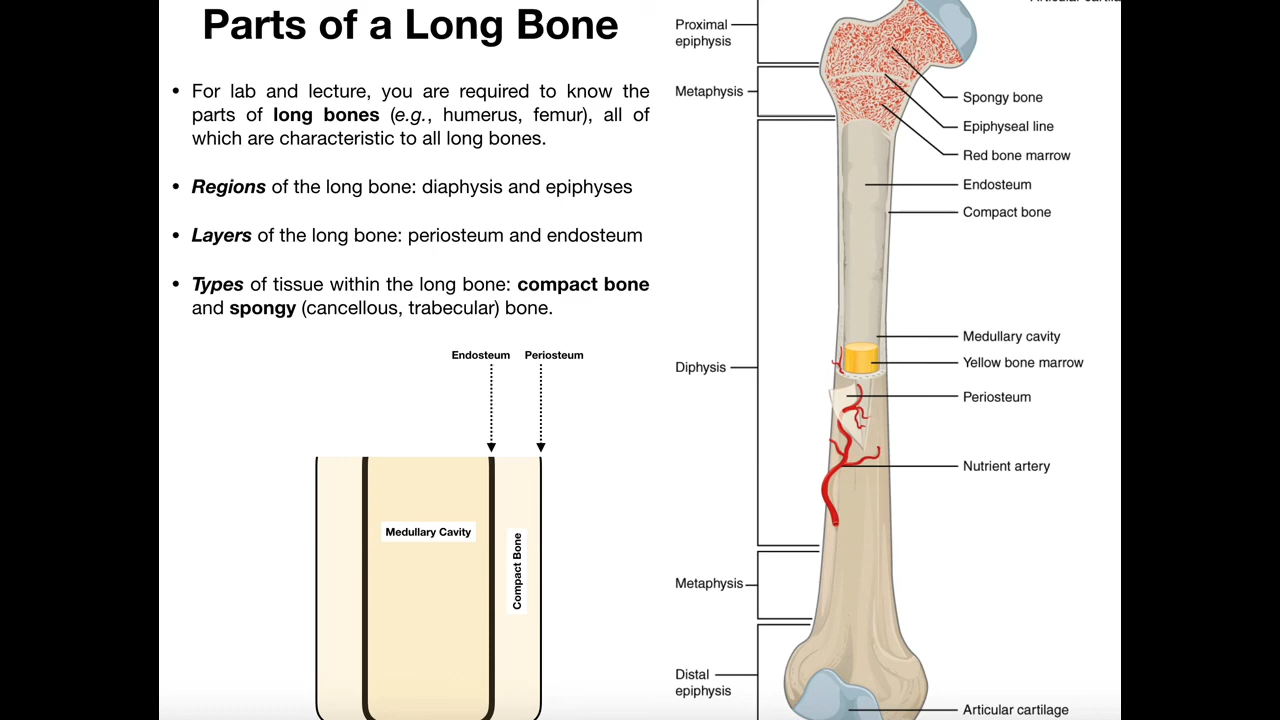 Parts of a Long Bone
• For lab and lecture, you are required to know the
parts of long bones (e.g., humerus, femur), all of
which are characteristic to all long bones.
• Regions of the long bone: diaphysis and epiphyses
• Layers of the long bone: periosteum and endosteum
• Types of tissue within the long bone: compact bone
and spongy (cancellous, trabecular) bone.
Endosteum
Periosteum
Medullary Cavity
Compact Bone
Proximal
epiphysis
Metaphysis
Diphysis
Metaphysis
Distal
epiphysis
Spongy bone
Epiphyseal line
Red bone marrow
Endosteum
Compact bone
Medullary cavity
Yellow bone marrow
Periosteum
Nutrient artery
Articular cartilage